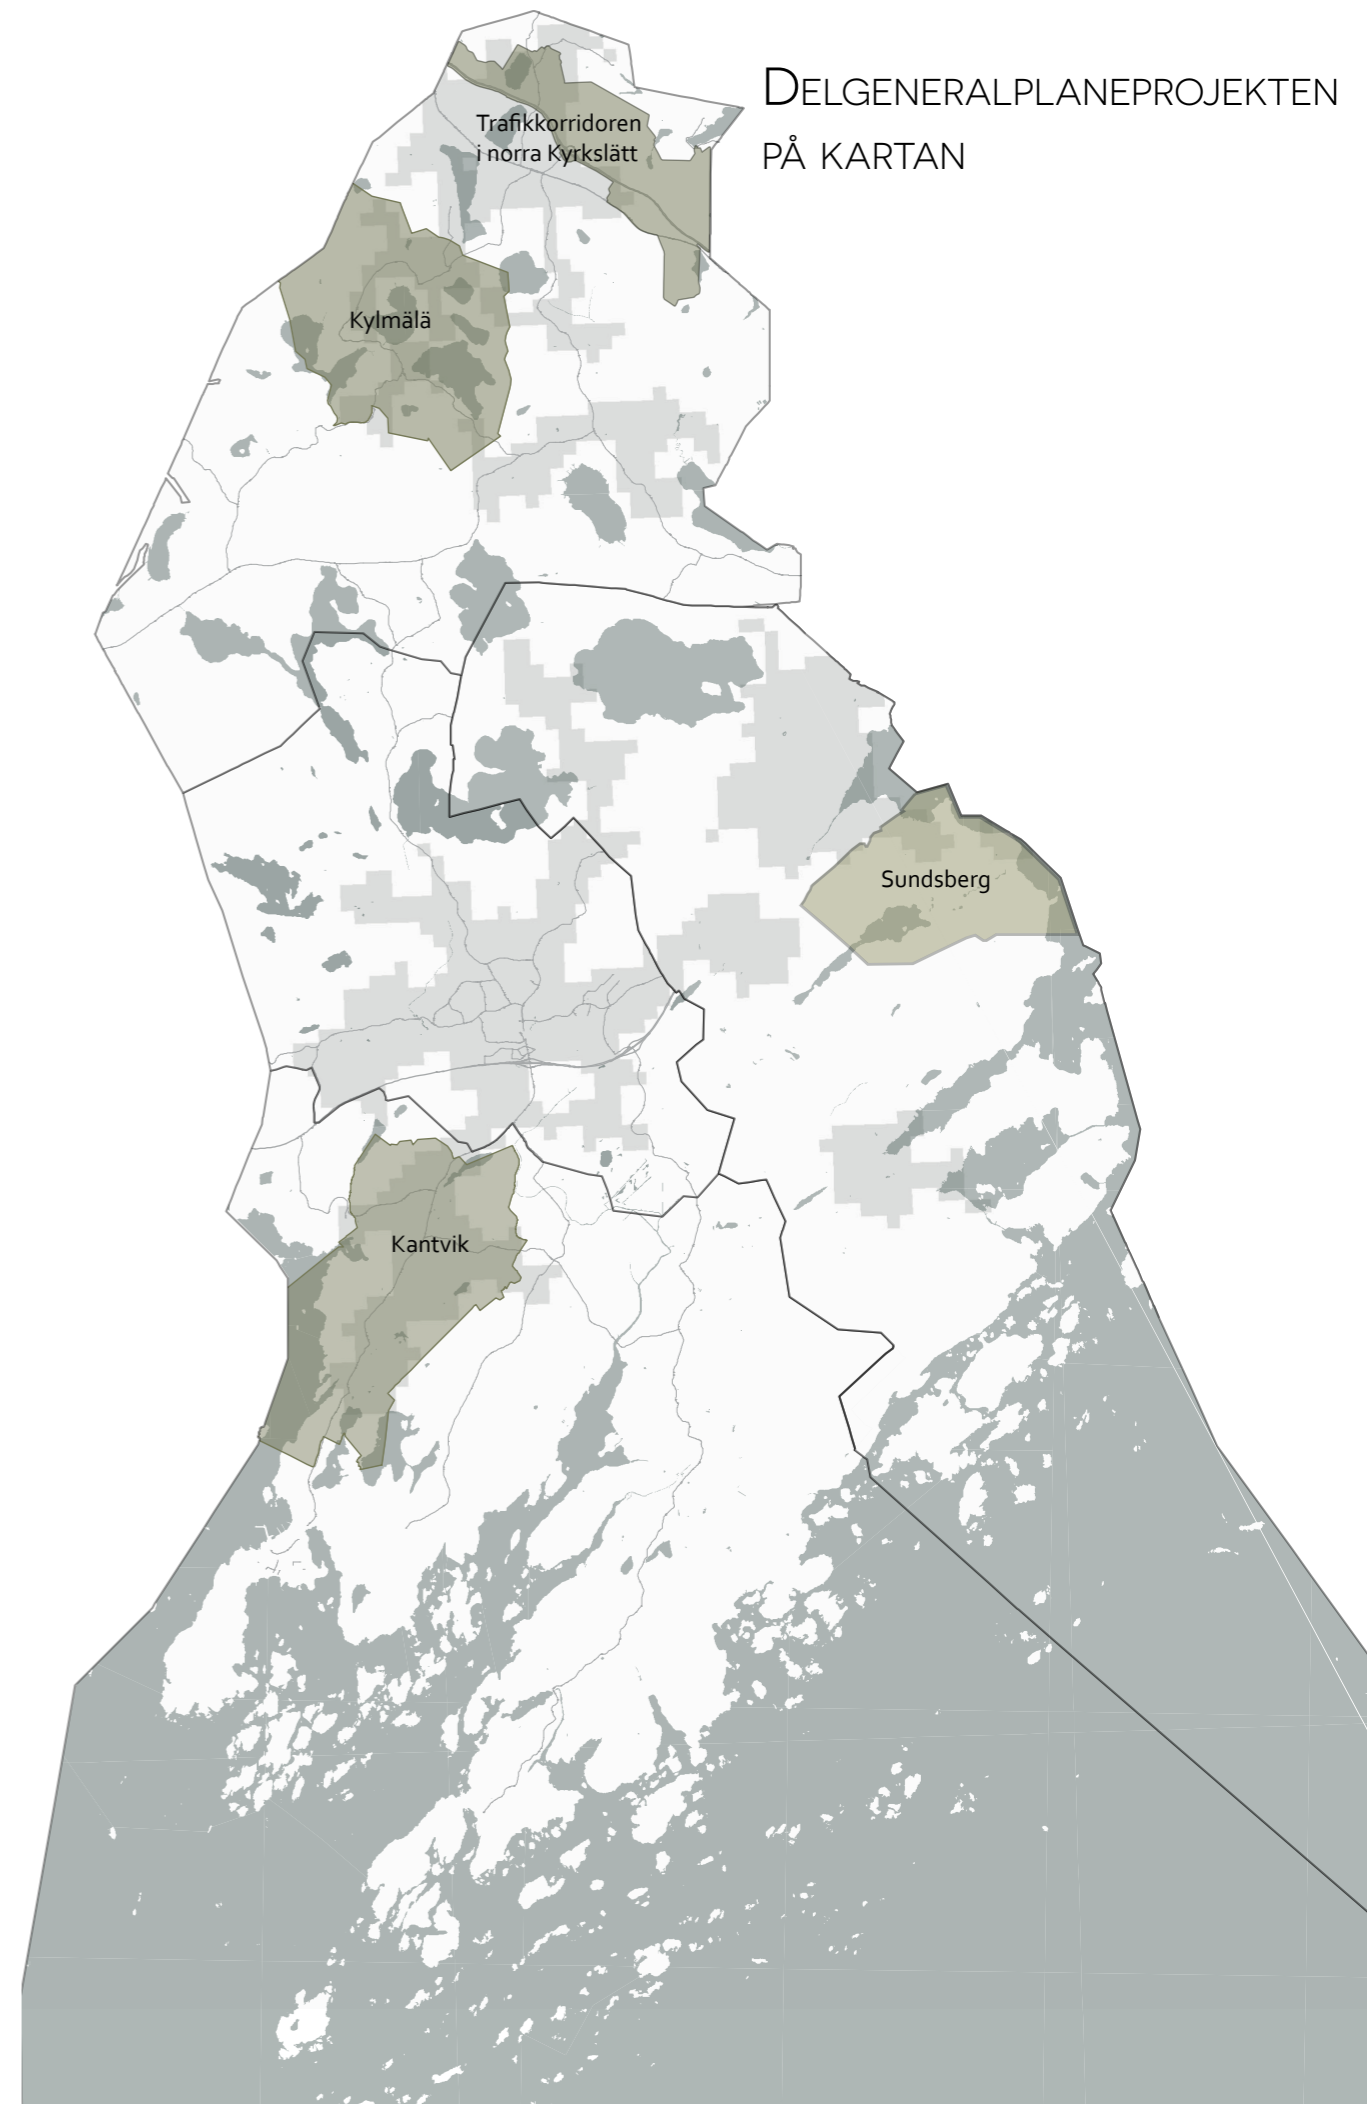 DELGENERALPLANEPROJEKTEN
PÅ KARTAN
Trafikkorridoren
i norra Kyrkslätt
Kylmälä
Sundsberg
Kantvik